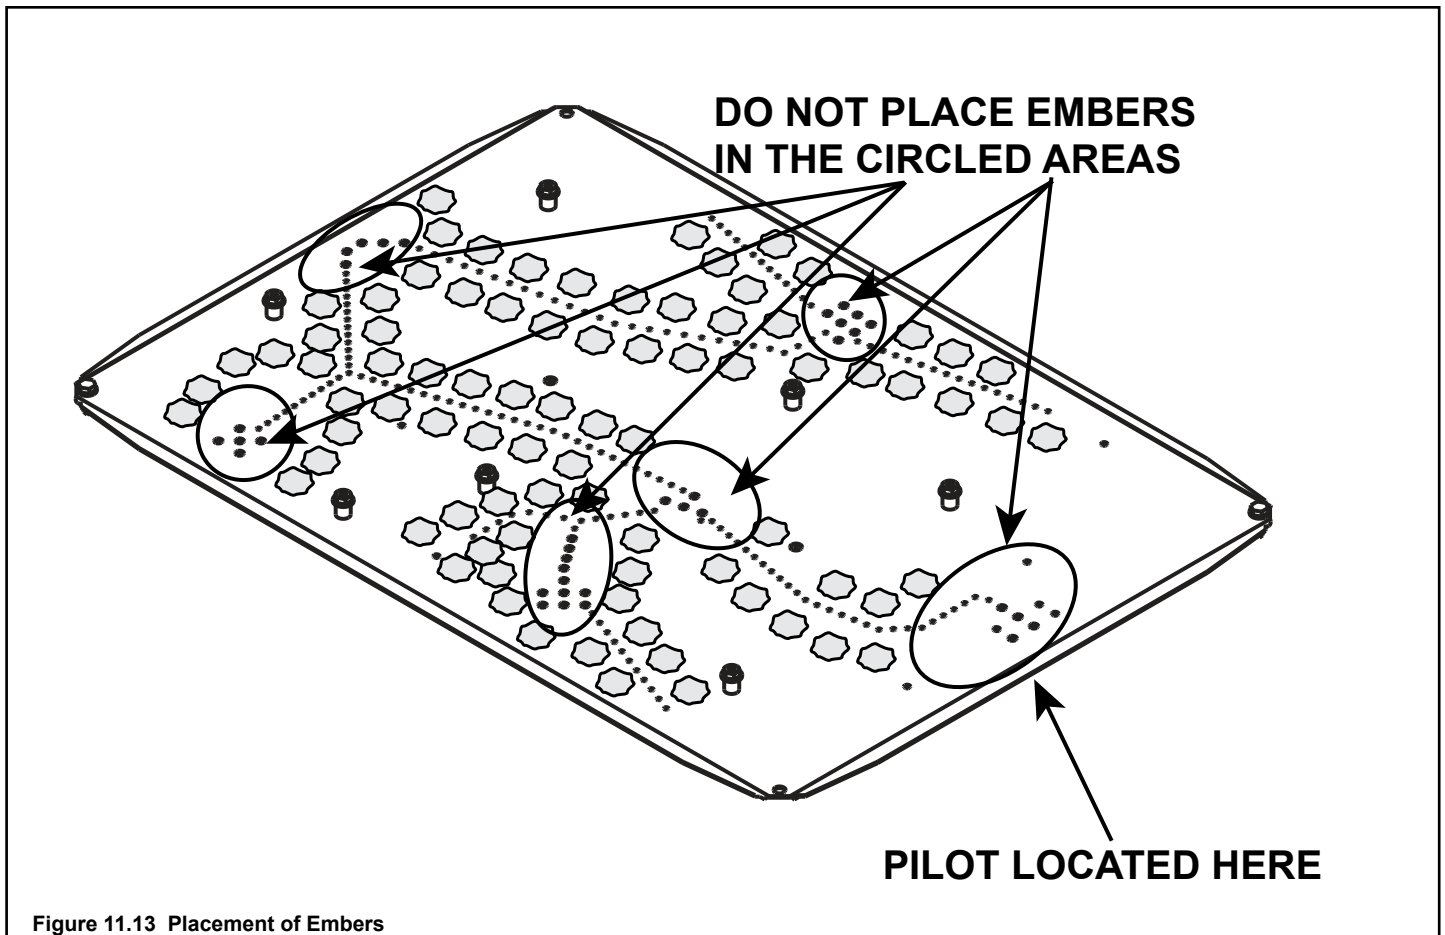 DO NOT PLACE EMBERS
IN THE CIRCLED AREAS
PILOT LOCATED HERE
Figure 11.13 Placement of Embers